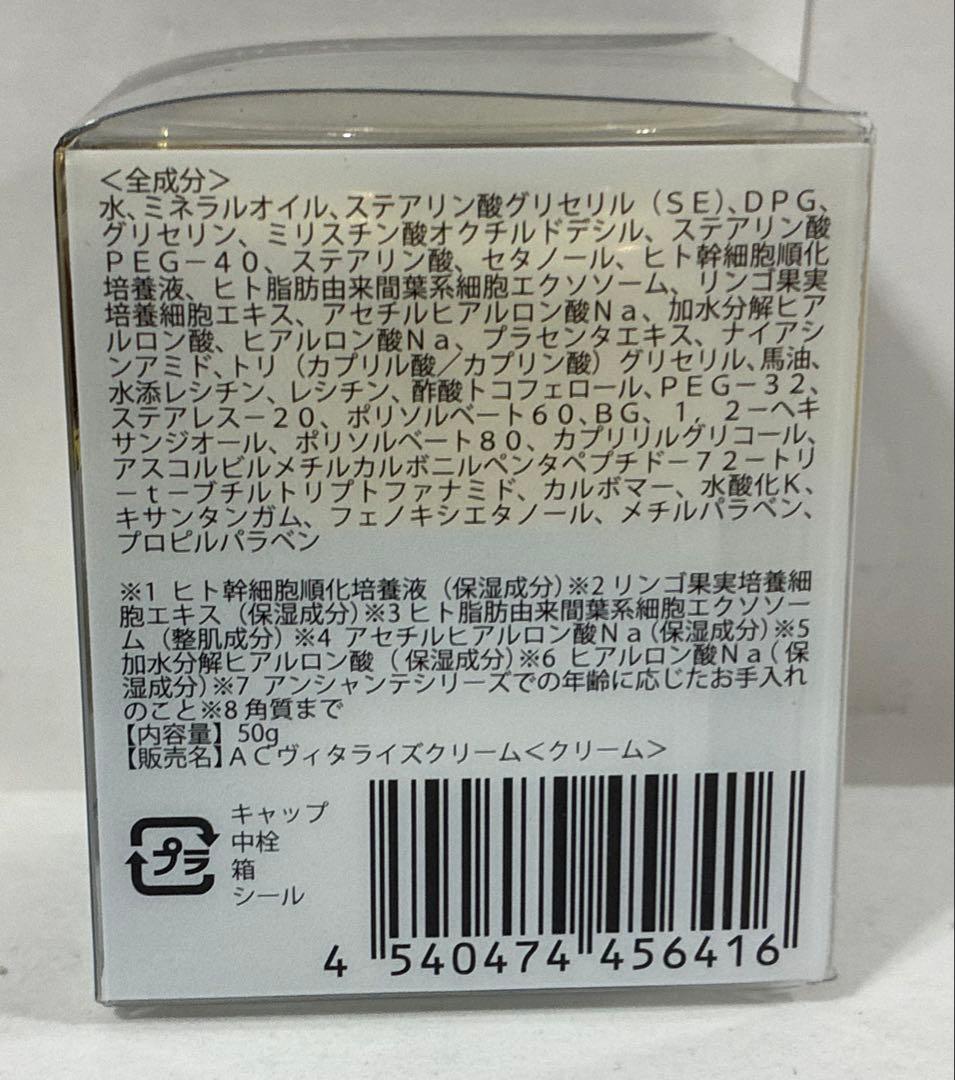 ＜全成分＞
水、ミネラルオイル、ステアリン酸グリセリル（ＳＥ）、ＤＰＧ、
グリセリン、ミリスチン酸オクチルドデシル、ステアリン酸
ＰＥＧ－４０、ステアリン酸、セタノール、ヒト幹細胞順化
培養液、ヒト脂肪由来間葉系細胞エクソソーム、リンゴ果実
培養細胞エキス、アセチルヒアルロン酸Ｎａ、加水分解ヒア
ルロン酸、ヒアルロン酸Ｎａ、プラセンタエキス、ナイアシ
ンアミド、トリ（カプリル酸／カプリン酸）グリセリル、馬油、
水添レシチン、レシチン、酢酸トコフェロール、ＰＥＧ－３２、
ステアレス－２０、ポリソルベート６０、ＢＧ、１，２－ヘキ
サンジオール、ポリソルベート８０、カプリリルグリコール、
アスコルビルメチルカルボニルペンタペプチド－７２－トリ
－ｔ－ブチルトリプトファナミド、カルボマー、水酸化Ｋ、
キサンタンガム、フェノキシエタノール、メチルパラベン、
プロピルパラベン
※1 ヒト幹細胞順化培養液（保湿成分）※2 リンゴ果実培養細
胞エキス（保湿成分）※3 ヒト脂肪由来間葉系細胞エクソソー
ム（整肌成分）※4 アセチルヒアルロン酸Ｎａ（保湿成分）※5
加水分解ヒアルロン酸（保湿成分）※6 ヒアルロン酸Ｎａ（保
湿成分）※7 アンシャンテシリーズでの年齢に応じたお手入れ
のこと※8 角質まで
【内容量】50g
【販売名】ＡＣヴィタライズクリーム＜クリーム＞
プラ
キャップ
中栓
箱
シール
4 540474 456416